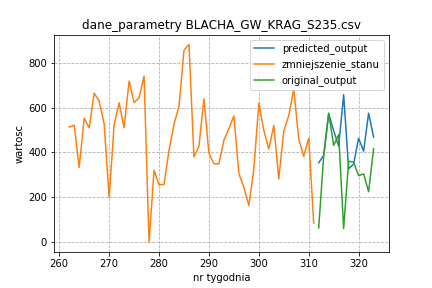 dane_parametry BLACHA_GW_KRAG_S235.csv
predicted_output
zmniejszenie_stanu
original_output
800
600
400
200
0
wartosc
260 270 280 290 300 310 320
nr tygodnia